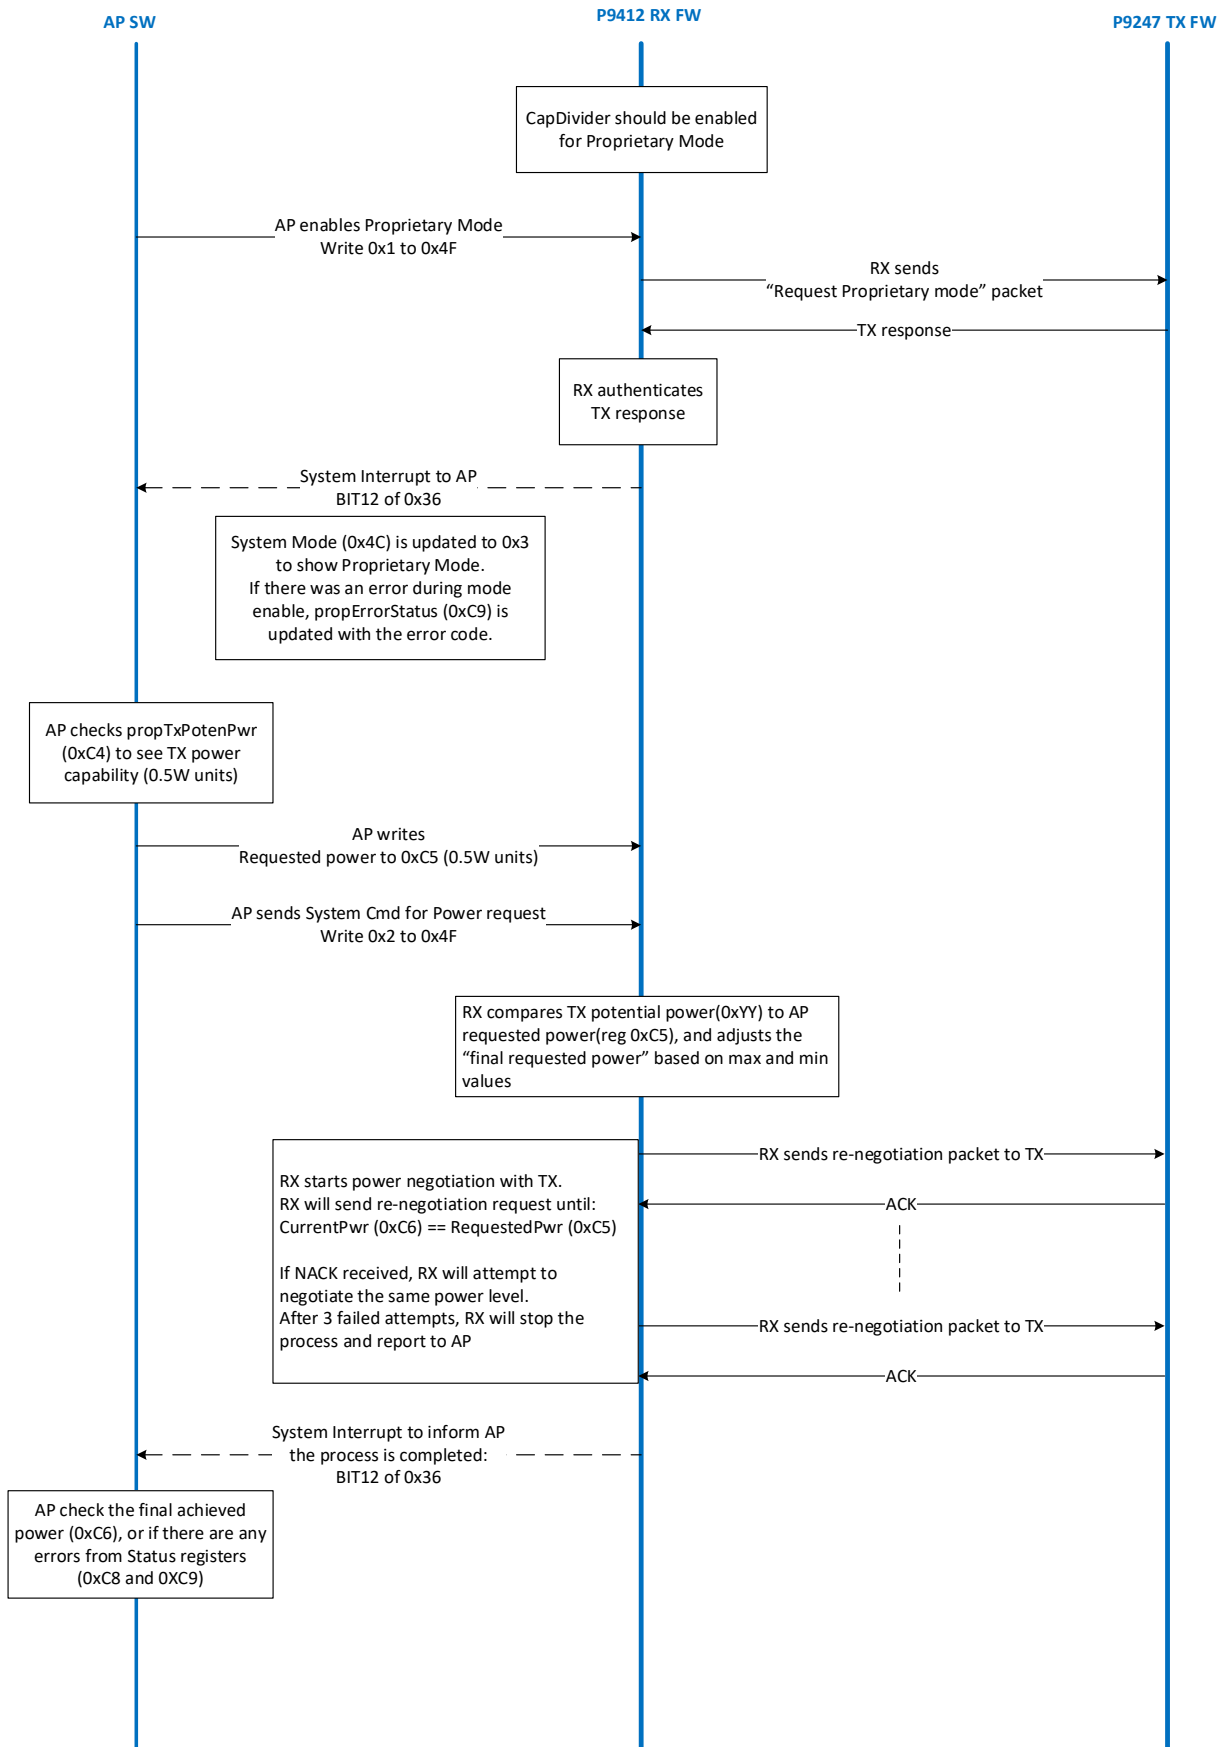 AP SW
P9412 RX FW
P9247 TX FW
CapDivider should be enabled
for Proprietary Mode
AP enables Proprietary Mode
Write 0x1 to 0x4F
RX sends
“Request Proprietary mode” packet
TX response
RX authenticates
TX response
System Interrupt to AP
BIT12 of 0x36
System Mode (0x4C) is updated to 0x3
to show Proprietary Mode.
If there was an error during mode
enable, propErrorStatus (0xC9) is
updated with the error code.
AP checks propTxPotenPwr
(0xC4) to see TX power
capability (0.5W units)
AP writes
Requested power to 0xC5 (0.5W units)
AP sends System Cmd for Power request
Write 0x2 to 0x4F
RX compares TX potential power(0xYY) to AP
requested power(reg 0xC5), and adjusts the
“final requested power” based on max and min
values
RX sends re-negotiation packet to TX
RX starts power negotiation with TX.
RX will send re-negotiation request until:
CurrentPwr (0xC6) == RequestedPwr (0xC5)
ACK
If NACK received, RX will attempt to
negotiate the same power level.
After 3 failed attempts, RX will stop the
process and report to AP
RX sends re-negotiation packet to TX
ACK
System Interrupt to inform AP
the process is completed:
BIT12 of 0x36
AP check the final achieved
power (0xC6), or if there are any
errors from Status registers
(0xC8 and 0XC9)